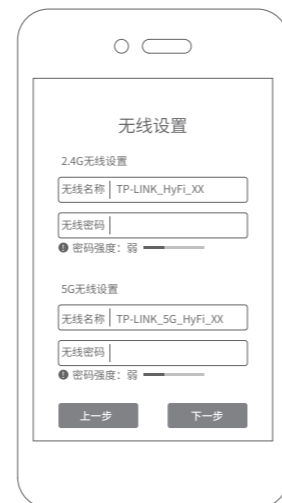 无线设置
2.4G无线设置
无线名称 TP-LINK_HyFi_XX
无线密码
! 密码强度：弱
5G无线设置
无线名称 TP-LINK_5G_HyFi_XX
无线密码
! 密码强度：弱
上一步 下一步